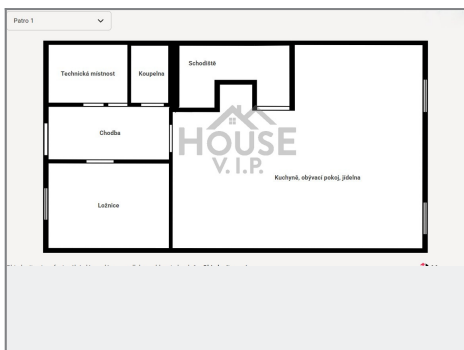 Patro 1
Technická místnost
Koupelna
Schodiště
Chodba
HOUSE
V.I.P.
Kuchyně, obývací pokoj, jídelna
Ložnice